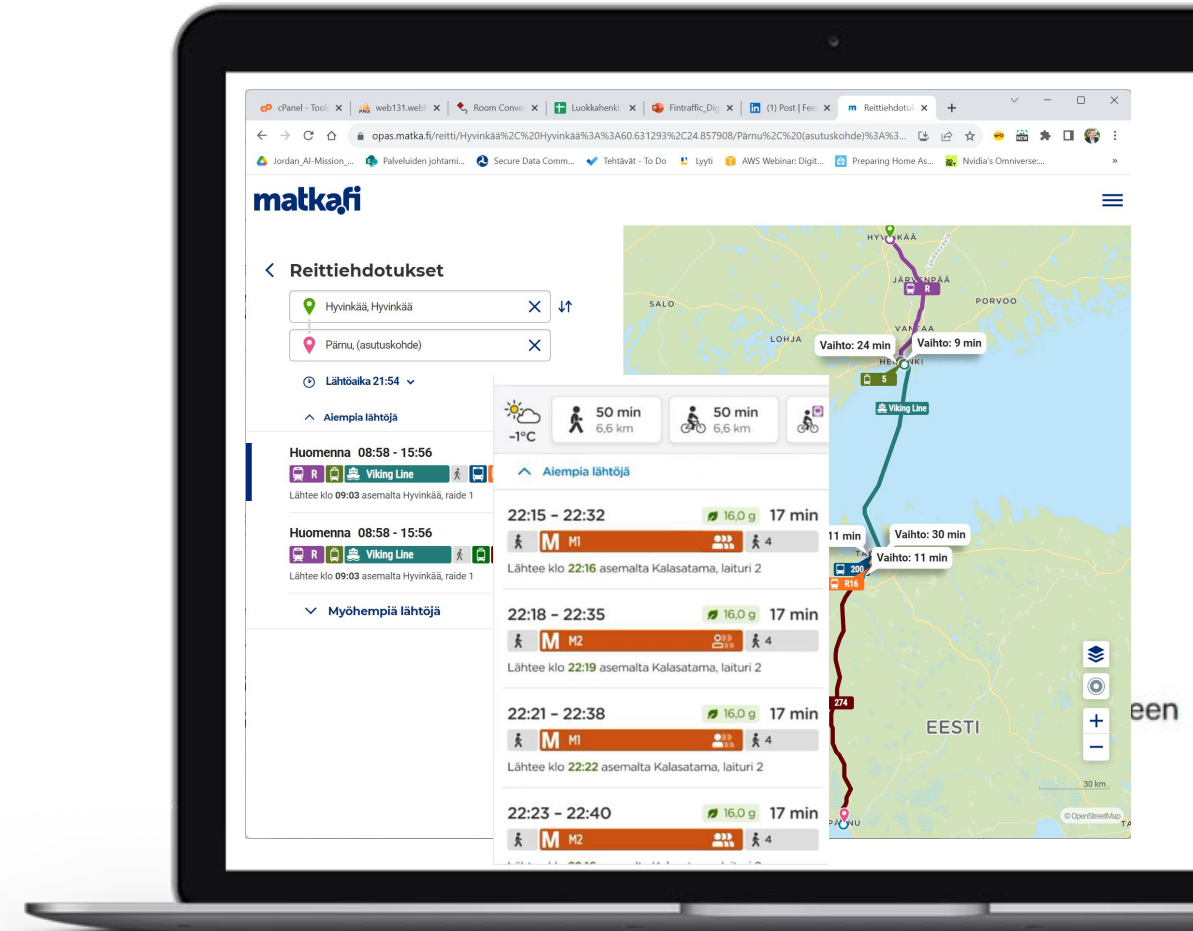 cPanel - Tool
web131.web
Room Conve
Luokkahenki
Fintraffic_Dig
(1) Post | Fee
Reittiehdotu
opas.matka.fi/reitti/Hyvinkää%2C%20Hyvinkää%3A%3A60.631293%2C24.857908/Pärnu%2C%20(asutuskohde)%3A%3...
Jordan_AI-Mission_...
Palveluiden johtami...
Secure Data Comm...
Tehtävät - To Do
Lyyti
AWS Webinar: Digit...
Preparing Home As...
Nvidia's Omniverse:...
»
matka.fi
Reittiehdotukset
Hyvinkää, Hyvinkää
Pärnu, (asutuskohde)
Lähtöaika 21:54
Aiempia lähtöjä
Huomenna 08:58 - 15:56
R Viking Line
Lähtee klo 09:03 asemalta Hyvinkää, raide 1
Huomenna 08:58 - 15:56
R Viking Line
Lähtee klo 09:03 asemalta Hyvinkää, raide 1
Myöhempiä lähtöjä
-1°C
50 min
6,6 km
50 min
6,6 km
Aiempia lähtöjä
22:15 – 22:32 16,0 g 17 min
M M1 4
Lähtee klo 22:16 asemalta Kalasatama, laituri 2
22:18 – 22:35 16,0 g 17 min
M M2 4
Lähtee klo 22:19 asemalta Kalasatama, laituri 2
22:21 – 22:38 16,0 g 17 min
M M1 4
Lähtee klo 22:22 asemalta Kalasatama, laituri 2
22:23 – 22:40 16,0 g 17 min
M M2 4
HYVINKÄÄ
JÄRVENPÄÄ
R
SALO
PORVOO
LOHJA
VANTAA
Vaihto: 24 min
Vaihto: 9 min
HELSINKI
5
Viking Line
11 min
Vaihto: 30 min
Vaihto: 11 min
200
R16
274
EESTI
een
30 km
PÄRNU
© OpenStreetMap
TA